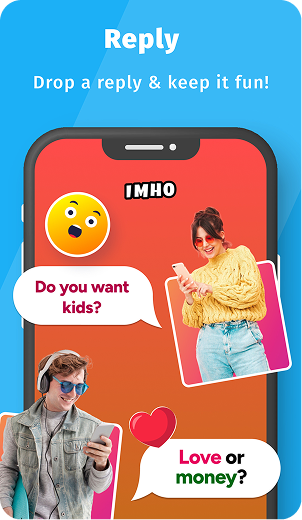 Reply
Drop a reply & keep it fun!
IMHO
Do you want
kids?
Love or
money?